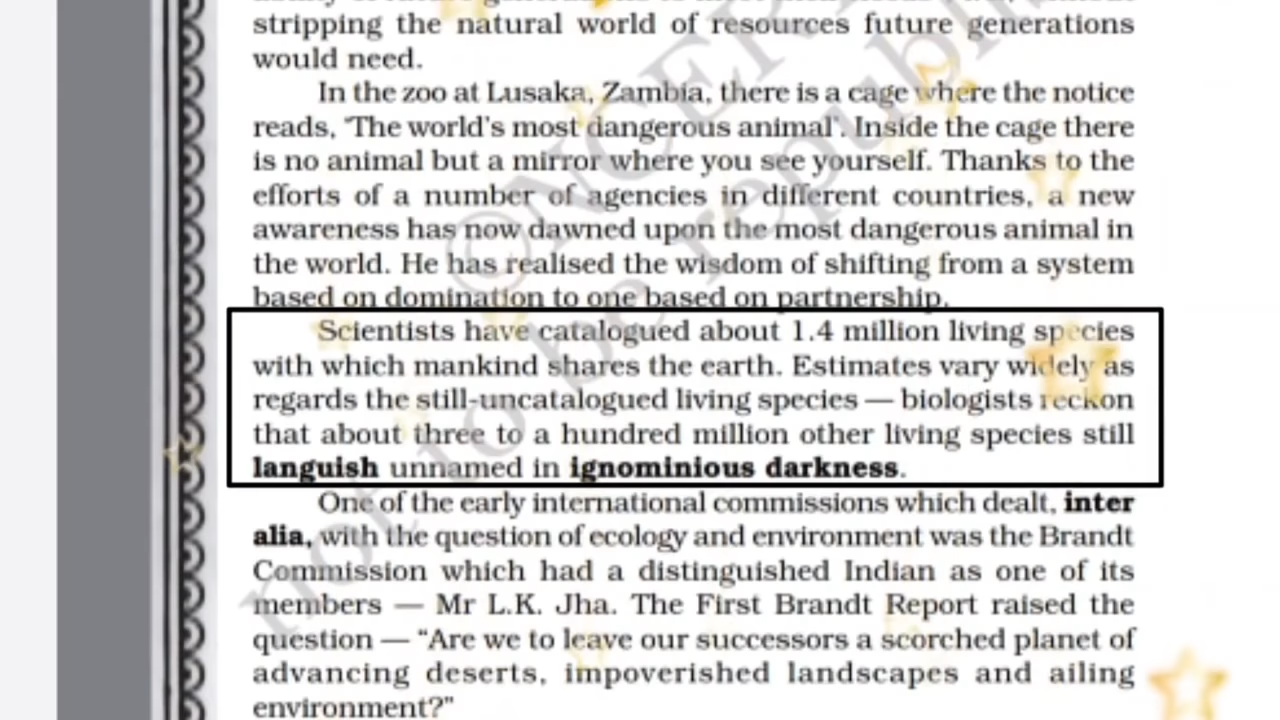 stripping the natural world of resources future generations
would need.
In the zoo at Lusaka, Zambia, there is a cage where the notice
reads, 'The world's most dangerous animal'. Inside the cage there
is no animal but a mirror where you see yourself. Thanks to the
efforts of a number of agencies in different countries, a new
awareness has now dawned upon the most dangerous animal in
the world. He has realised the wisdom of shifting from a system
based on domination to one based on partnership.
Scientists have catalogued about 1.4 million living species
with which mankind shares the earth. Estimates vary widely as
regards the still-uncatalogued living species — biologists reckon
that about three to a hundred million other living species still
languish unnamed in ignominious darkness.
One of the early international commissions which dealt, inter
alia, with the question of ecology and environment was the Brandt
Commission which had a distinguished Indian as one of its
members — Mr L.K. Jha. The First Brandt Report raised the
question — "Are we to leave our successors a scorched planet of
advancing deserts, impoverished landscapes and ailing
environment?"
©NCER
not to be republi